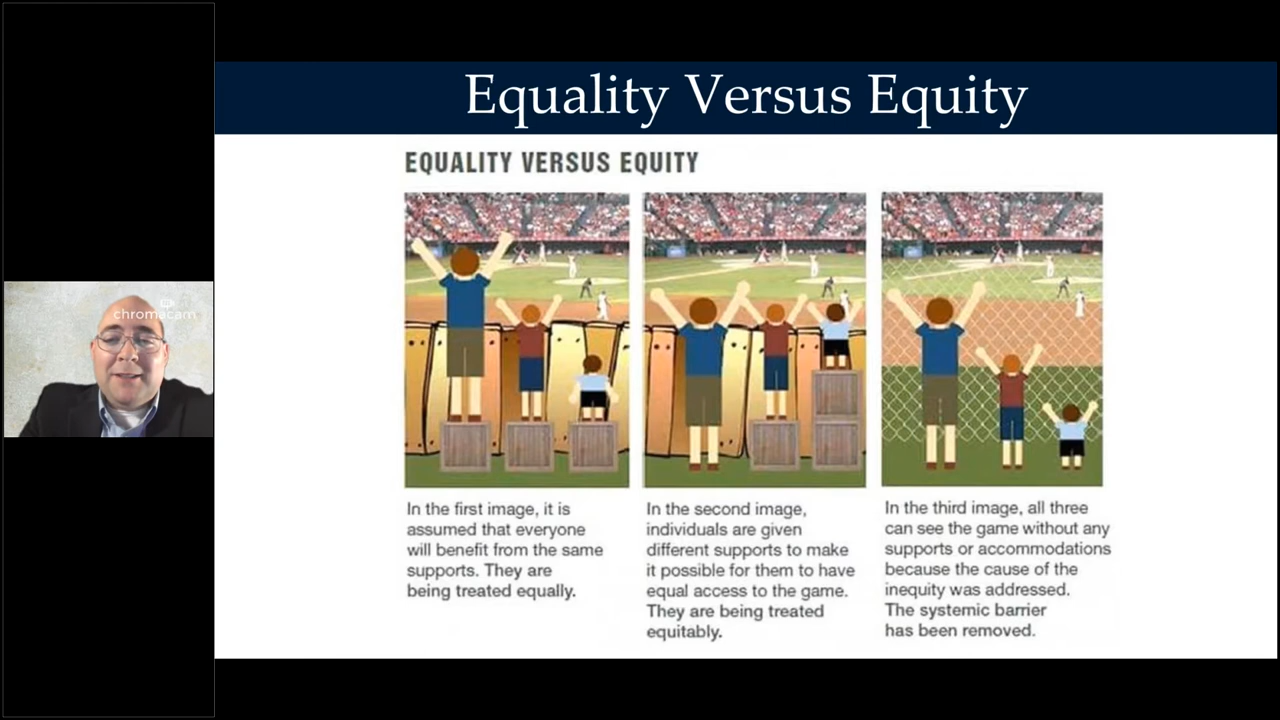 Equality Versus Equity
EQUALITY VERSUS EQUITY
In the first image, it is
assumed that everyone
will benefit from the same
supports. They are
being treated equally.
In the second image,
individuals are given
different supports to make
it possible for them to have
equal access to the game.
They are being treated
equitably.
In the third image, all three
can see the game without any
supports or accommodations
because the cause of the
inequity was addressed.
The systemic barrier
has been removed.
chromacam